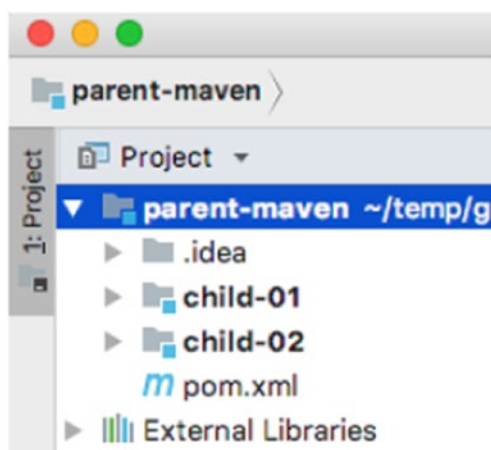 parent-maven
Project
1: Project
parent-maven ~/temp/g
.idea
child-01
child-02
m pom.xml
External Libraries